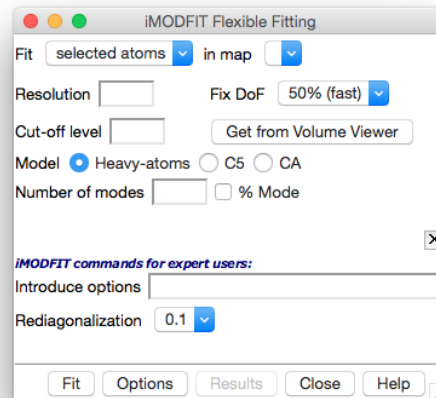 iMODFIT Flexible Fitting
Fit selected atoms in map
Resolution Fix DoF 50% (fast)
Cut-off level Get from Volume Viewer
Model Heavy-atoms C5 CA
Number of modes % Mode
iMODFIT commands for expert users:
Introduce options
Rediagonalization 0.1
Fit Options Results Close Help